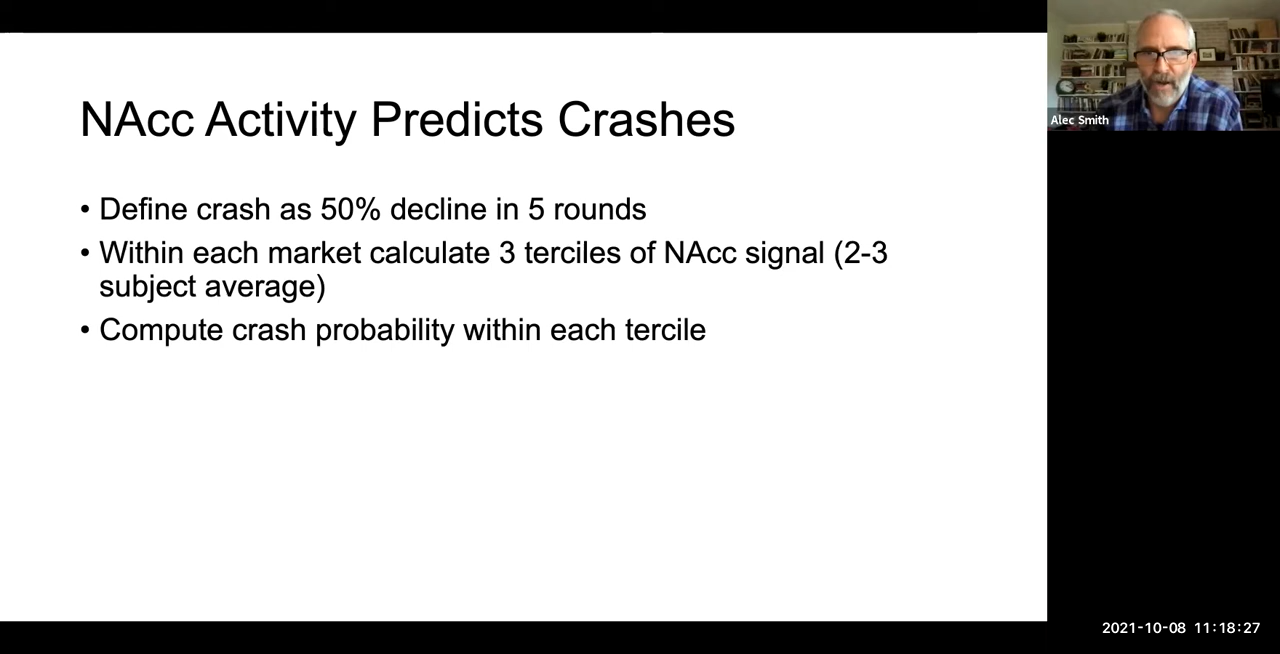 NAcc Activity Predicts Crashes
• Define crash as 50% decline in 5 rounds
• Within each market calculate 3 terciles of NAcc signal (2-3
subject average)
• Compute crash probability within each tercile
Alec Smith
2021-10-08 11:18:27